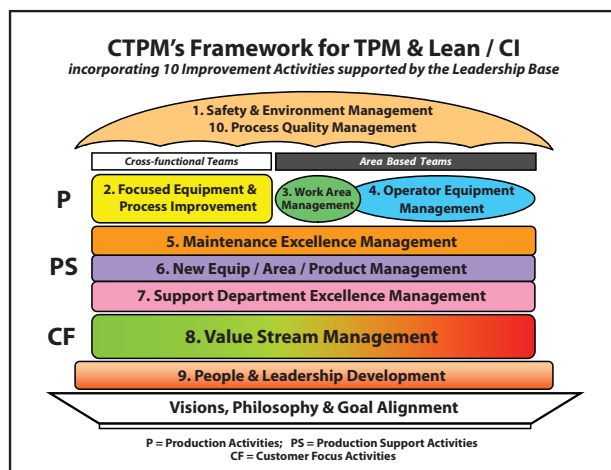 CTPM's Framework for TPM & Lean / CI
incorporating 10 Improvement Activities supported by the Leadership Base
1. Safety & Environment Management
10. Process Quality Management
Cross-functional Teams
Area Based Teams
P
2. Focused Equipment &
Process Improvement
3. Work Area
Management
4. Operator Equipment
Management
PS
5. Maintenance Excellence Management
6. New Equip / Area / Product Management
7. Support Department Excellence Management
CF
8. Value Stream Management
9. People & Leadership Development
Visions, Philosophy & Goal Alignment
P = Production Activities; PS = Production Support Activities
CF = Customer Focus Activities